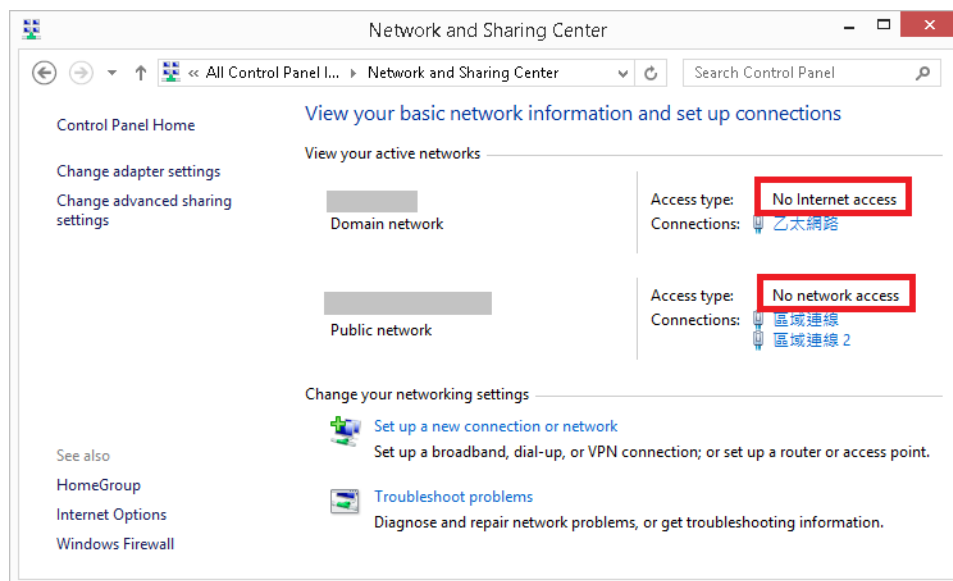 Network and Sharing Center
« All Control Panel I... ▸ Network and Sharing Center
Search Control Panel
Control Panel Home
Change adapter settings
Change advanced sharing
settings
See also
HomeGroup
Internet Options
Windows Firewall
View your basic network information and set up connections
View your active networks
Domain network
Access type: No Internet access
Connections: 乙太網路
Public network
Access type: No network access
Connections: 區域連線
區域連線 2
Change your networking settings
Set up a new connection or network
Set up a broadband, dial-up, or VPN connection; or set up a router or access point.
Troubleshoot problems
Diagnose and repair network problems, or get troubleshooting information.